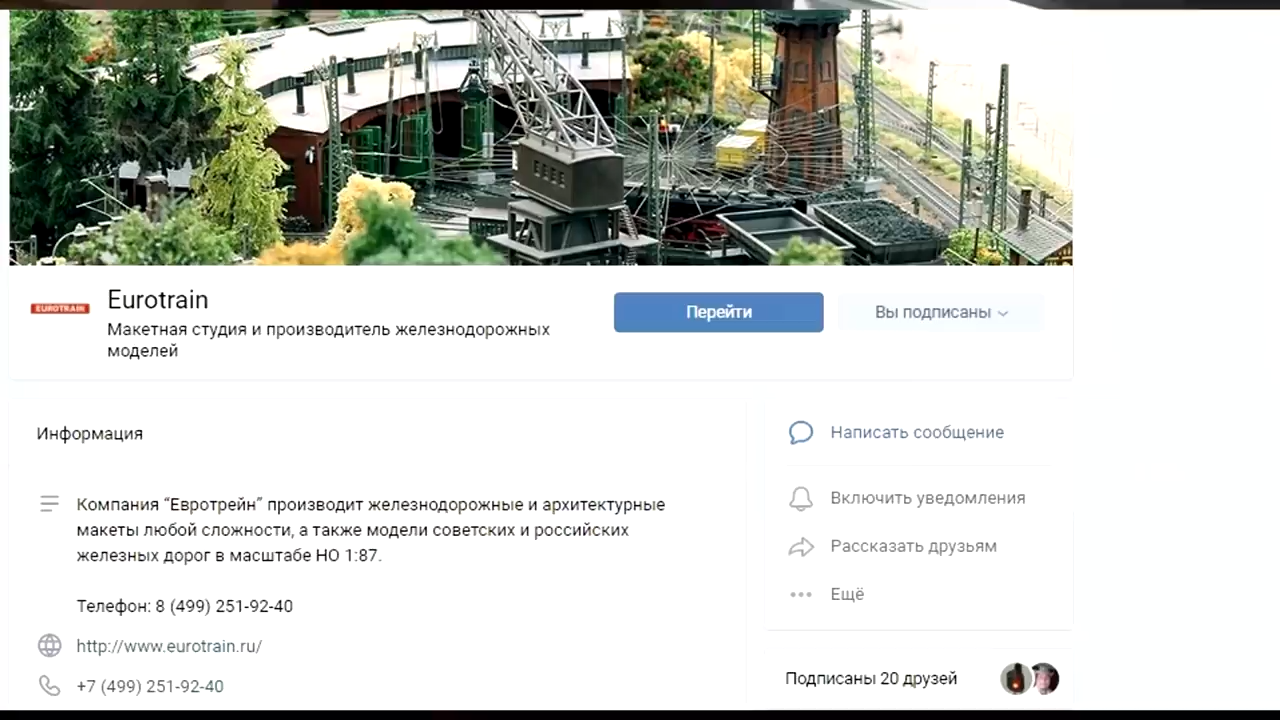 EUROTRAIN
Eurotrain
Макетная студия и производитель железнодорожных
моделей
Перейти
Вы подписаны
Информация
Компания “Евротрейн” производит железнодорожные и архитектурные
макеты любой сложности, а также модели советских и российских
железных дорог в масштабе НО 1:87.
Телефон: 8 (499) 251-92-40
http://www.eurotrain.ru/
+7 (499) 251-92-40
Написать сообщение
Включить уведомления
Рассказать друзьям
Ещё
Подписаны 20 друзей